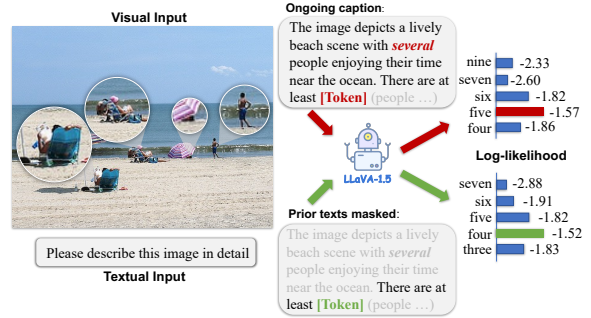 Visual Input
Please describe this image in detail
Textual Input
Ongoing caption:
The image depicts a lively
beach scene with several
people enjoying their time
near the ocean. There are at
least [Token] (people …)
LLaVA-1.5
Prior texts masked:
The image depicts a lively
beach scene with several
people enjoying their time
near the ocean. There are at
least [Token] (people …)
nine -2.33
seven -2.60
six -1.82
five -1.57
four -1.86
Log-likelihood
seven -2.88
six -1.91
five -1.82
four -1.52
three -1.83